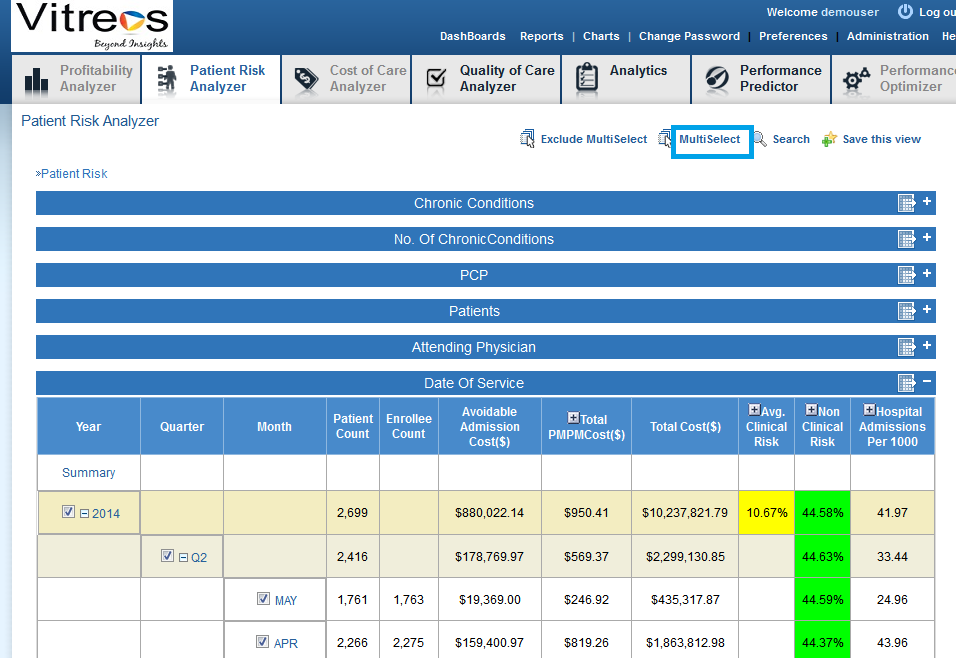 Vitreos
Beyond Insights
Welcome demouser Log ou
DashBoards Reports | Charts | Change Password | Preferences | Administration He
Profitability Analyzer
Patient Risk Analyzer
Cost of Care Analyzer
Quality of Care Analyzer
Analytics
Performance Predictor
Performance Optimizer
Patient Risk Analyzer
Exclude MultiSelect MultiSelect Search Save this view
»Patient Risk
Chronic Conditions +
No. Of ChronicConditions +
PCP +
Patients +
Attending Physician +
Date Of Service −
Year Quarter Month Patient Count Enrollee Count Avoidable Admission Cost($) Total PMPMCost($) Total Cost($) Avg. Clinical Risk Non Clinical Risk Hospital Admissions Per 1000
Summary
2014 2,699 $880,022.14 $950.41 $10,237,821.79 10.67% 44.58% 41.97
Q2 2,416 $178,769.97 $569.37 $2,299,130.85 44.63% 33.44
MAY 1,761 1,763 $19,369.00 $246.92 $435,317.87 44.59% 24.96
APR 2,266 2,275 $159,400.97 $819.26 $1,863,812.98 44.37% 43.96